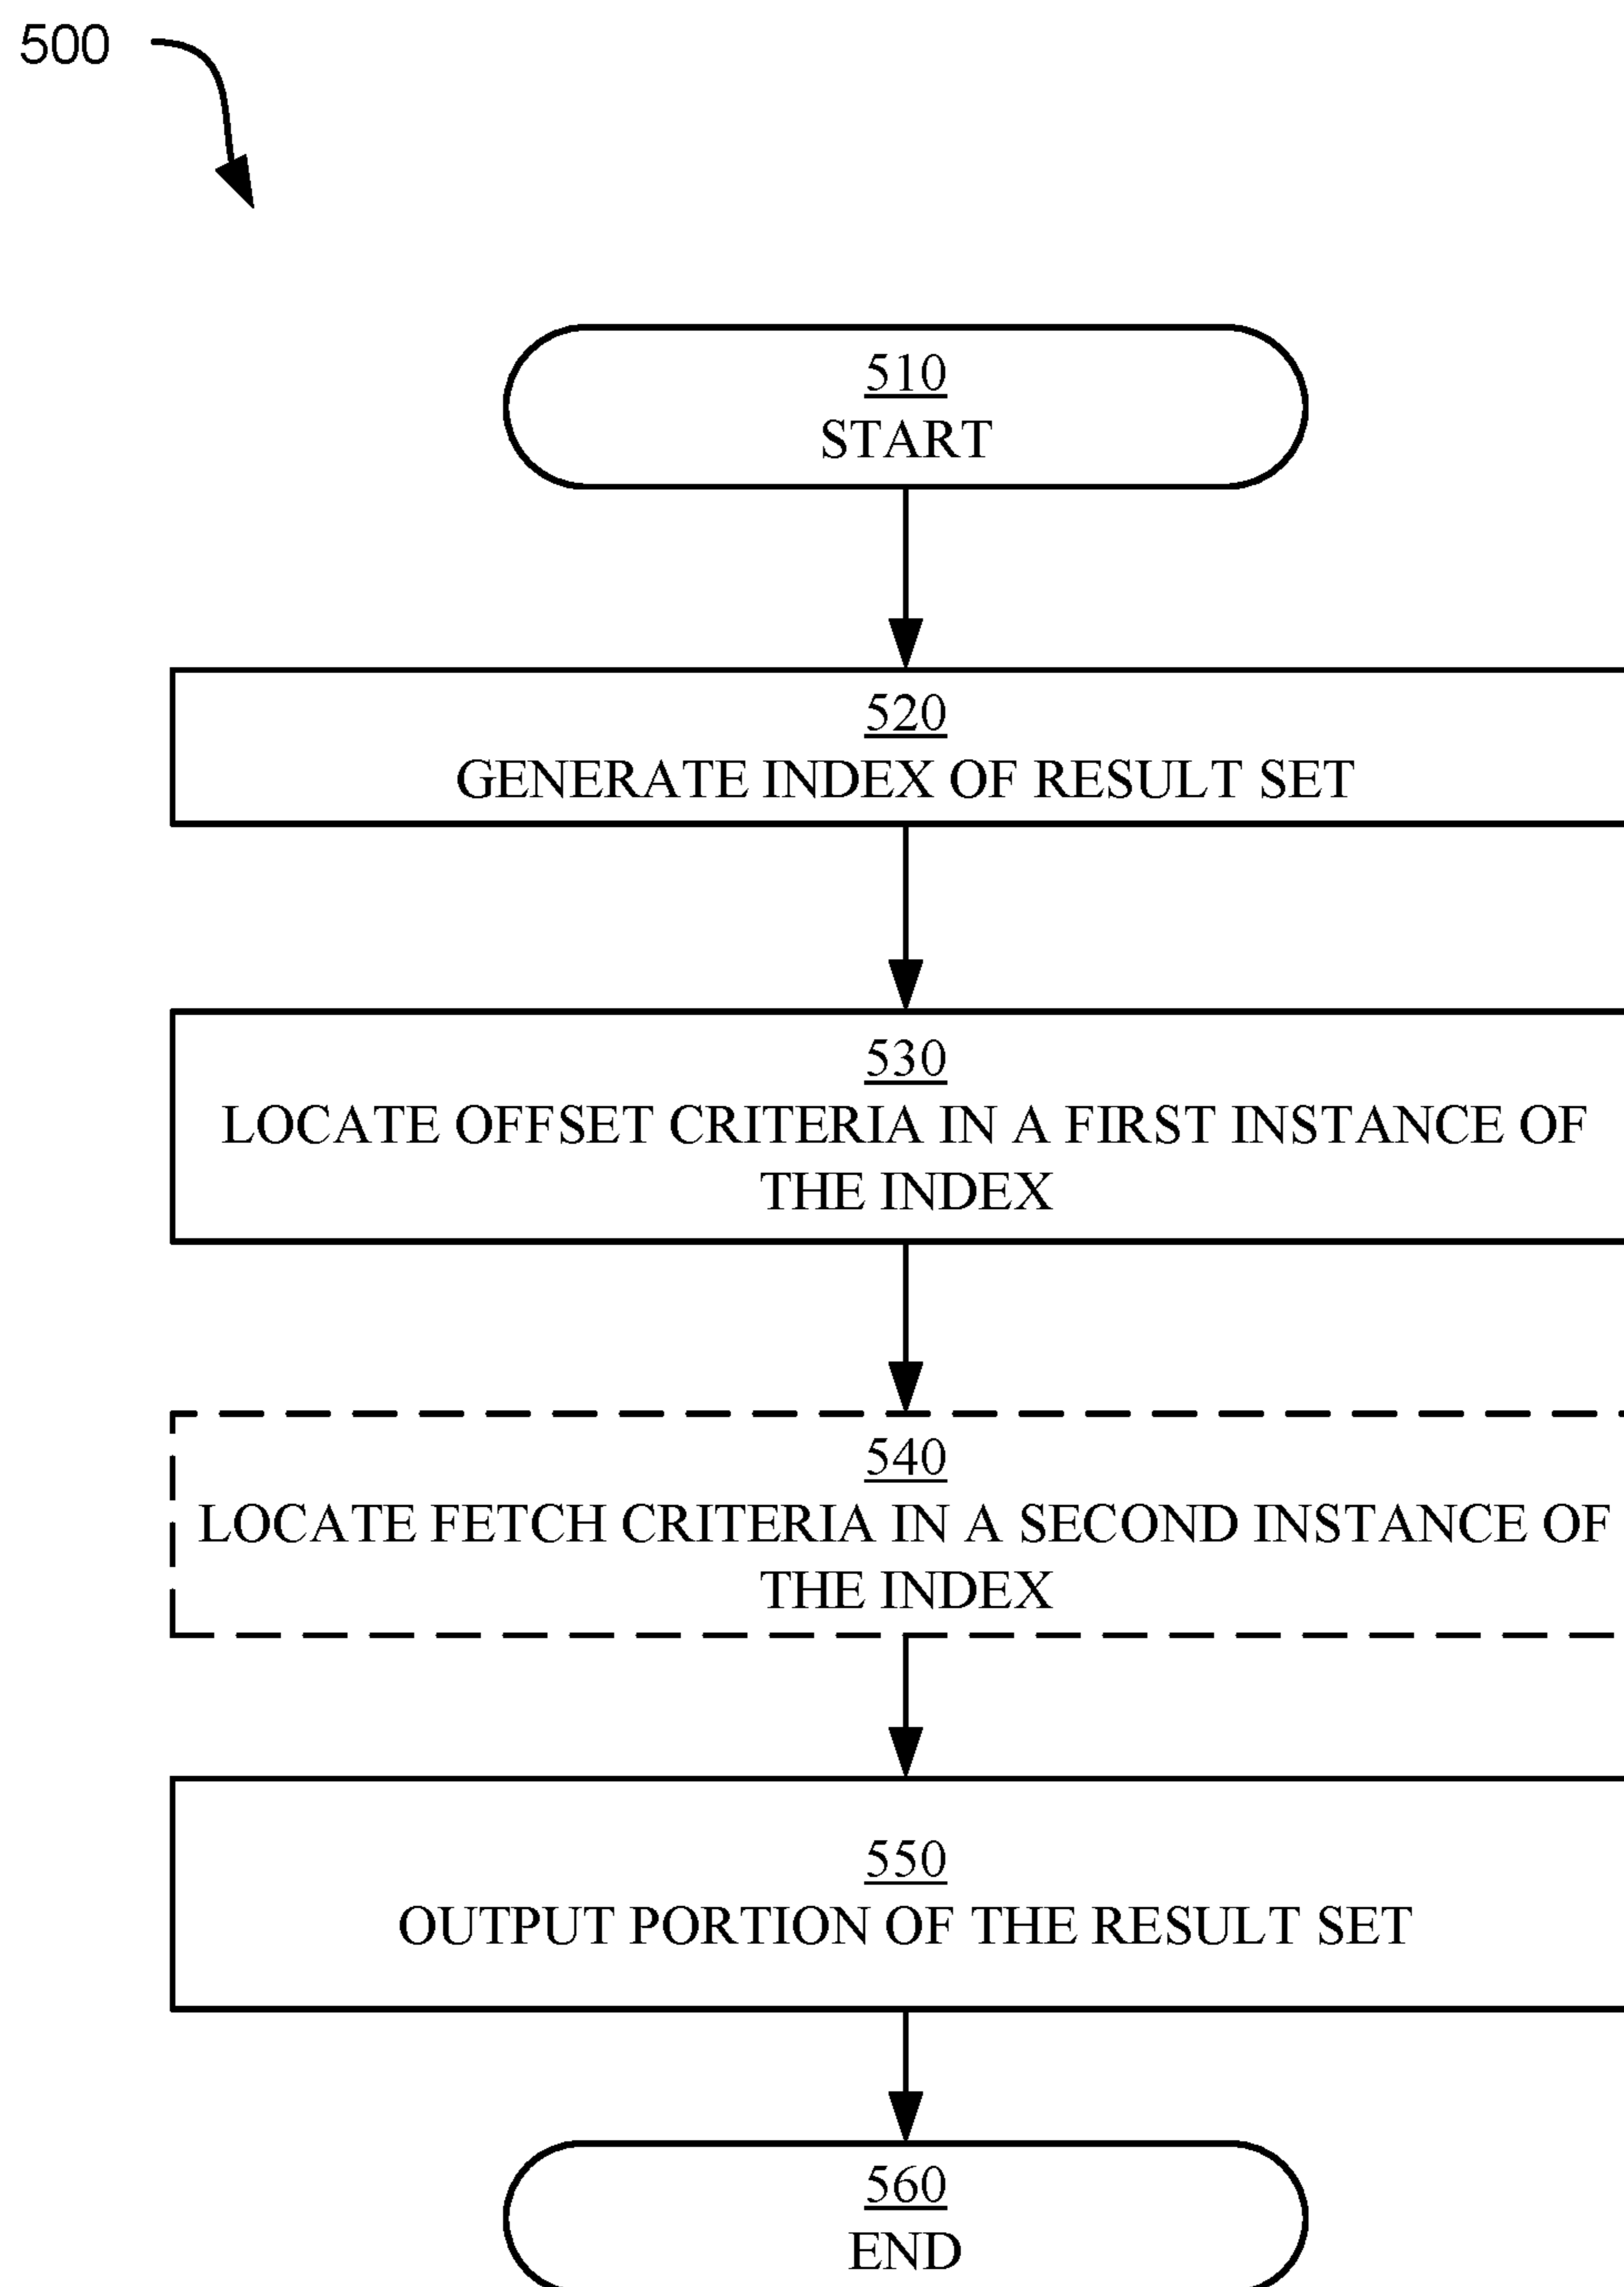 500
510
START
520
GENERATE INDEX OF RESULT SET
530
LOCATE OFFSET CRITERIA IN A FIRST INSTANCE OF
THE INDEX
540
LOCATE FETCH CRITERIA IN A SECOND INSTANCE OF
THE INDEX
550
OUTPUT PORTION OF THE RESULT SET
560
END